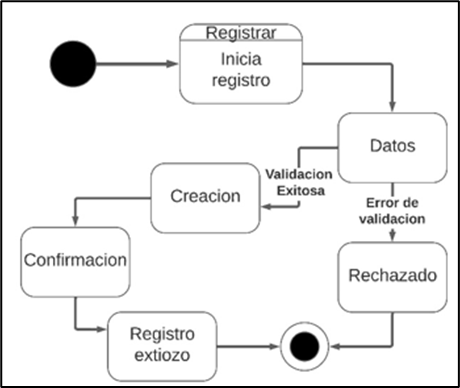 Registrar
Inicia
registro
Datos
Validacion
Exitosa
Error de
validacion
Creacion
Confirmacion
Rechazado
Registro
extiozo